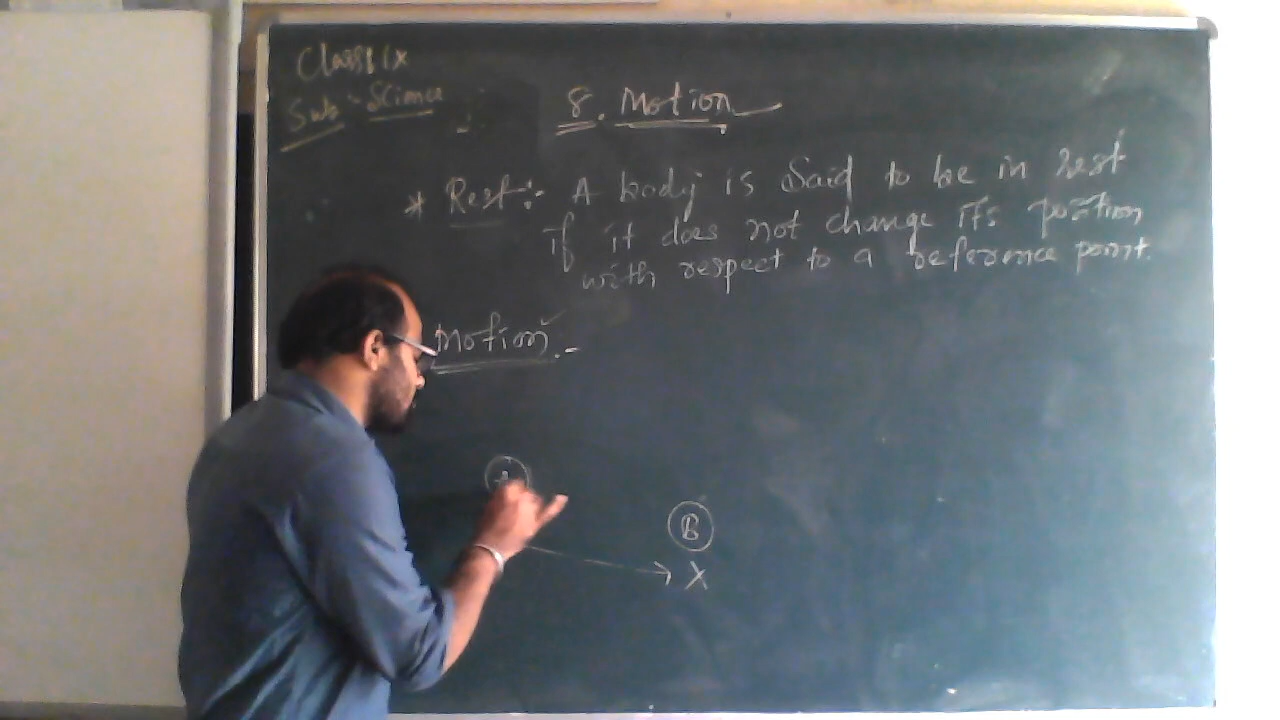 Class IX
Sub:- Science
8. Motion
* Rest:- A body is said to be in rest
if it does not change its position
with respect to a reference point.
Motion:-
A
B
X